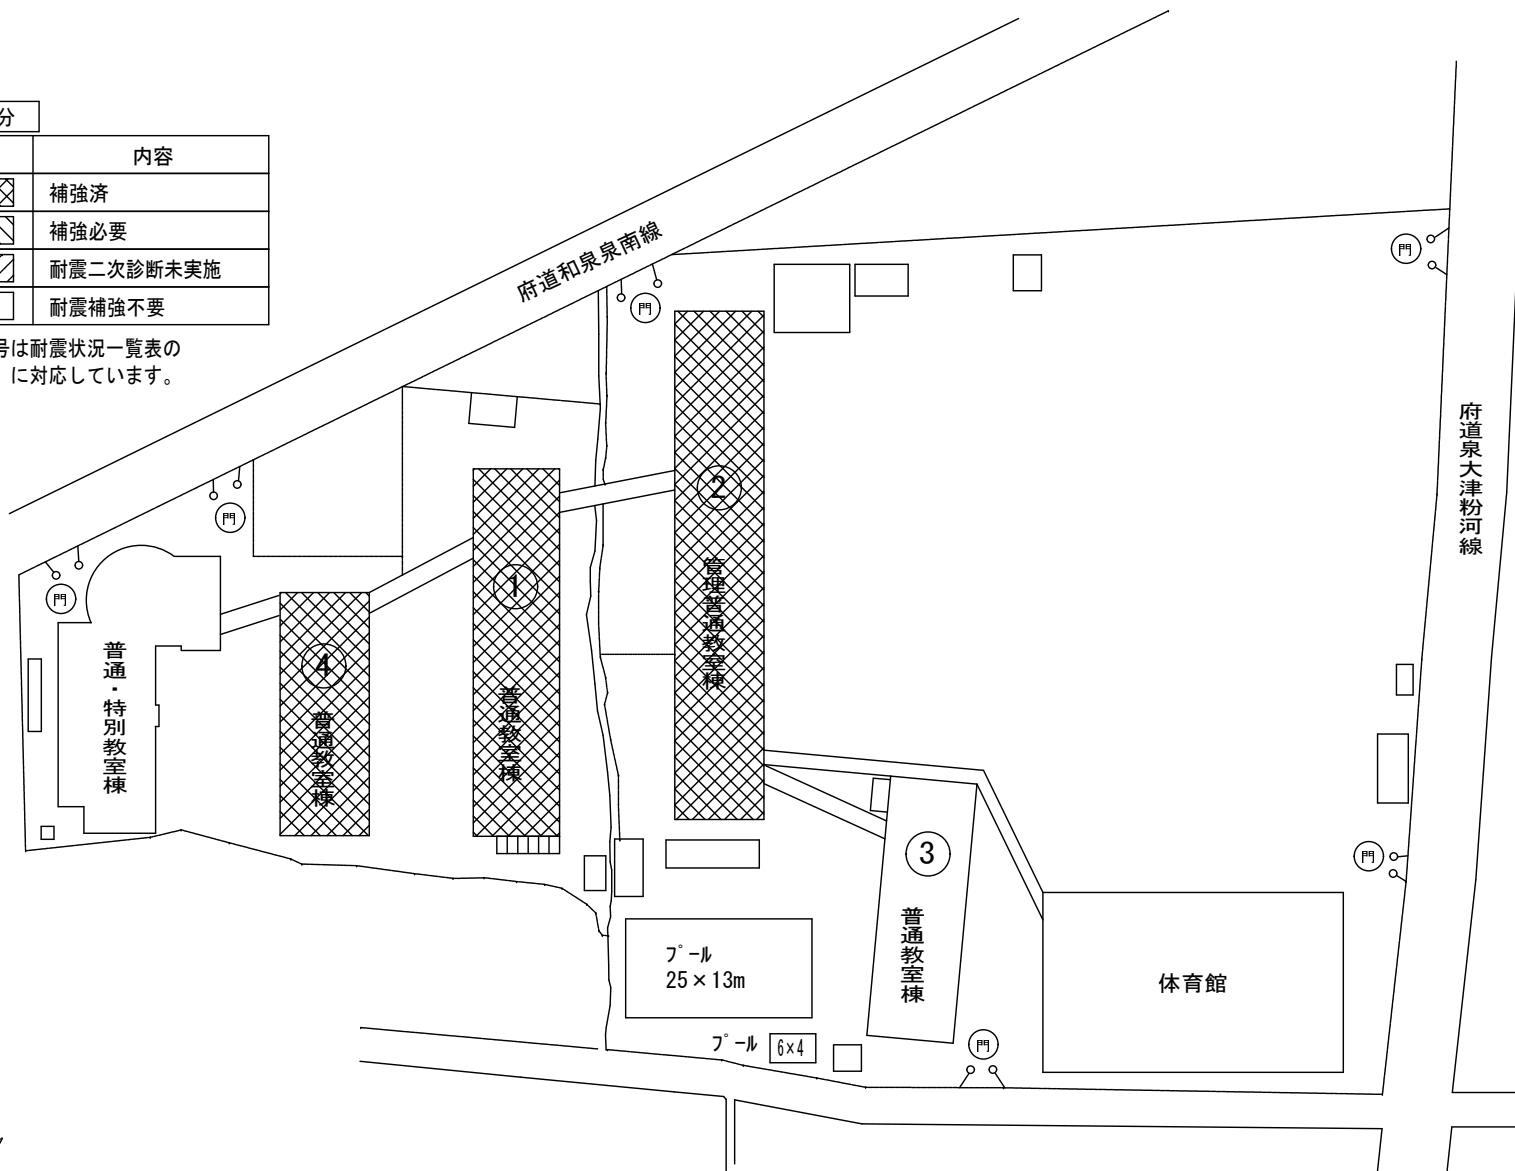 分
内容
補強済
補強必要
耐震二次診断未実施
耐震補強不要
号は耐震状況一覧表の
に対応しています。
府道和泉泉南線
門
門
門
門
門
門
府道泉大津粉河線
②
管理普通教室棟
①
普通教室棟
④
普通教室棟
普通・特別教室棟
③
普通教室棟
プール
25×13m
プール
6×4
体育館